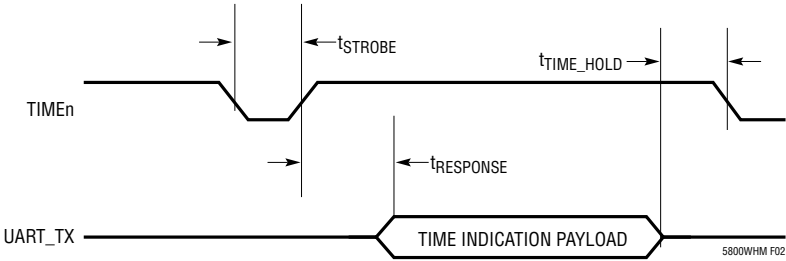 tSTROBE
tTIME_HOLD
TIMEn
tRESPONSE
UART_TX
TIME INDICATION PAYLOAD
5800WHM F02